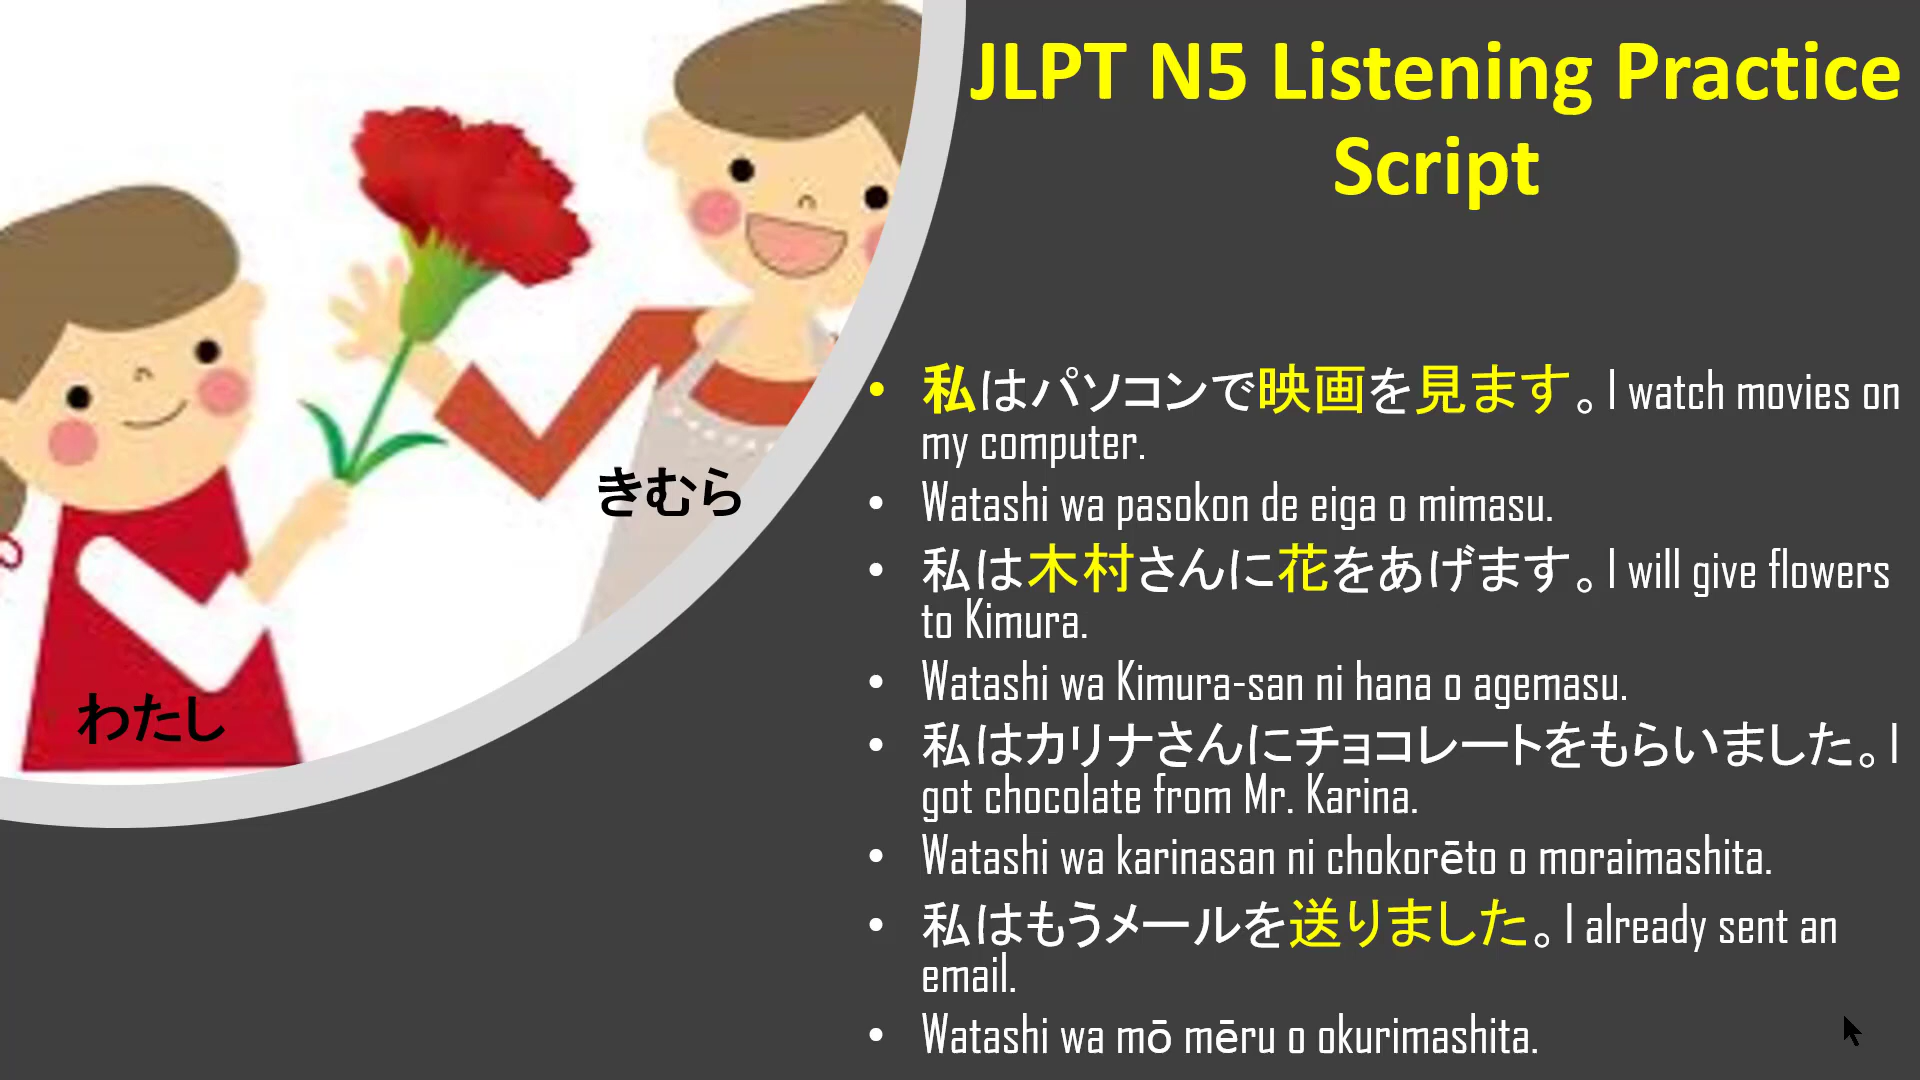 JLPT N5 Listening Practice
Script
きむら
わたし
• 私はパソコンで映画を見ます。I watch movies on
my computer.
• Watashi wa pasokon de eiga o mimasu.
• 私は木村さんに花をあげます。I will give flowers
to Kimura.
• Watashi wa Kimura-san ni hana o agemasu.
• 私はカリナさんにチョコレートをもらいました。I
got chocolate from Mr. Karina.
• Watashi wa karinasan ni chokorēto o moraimashita.
• 私はもうメールを送りました。I already sent an
email.
• Watashi wa mō mēru o okurimashita.